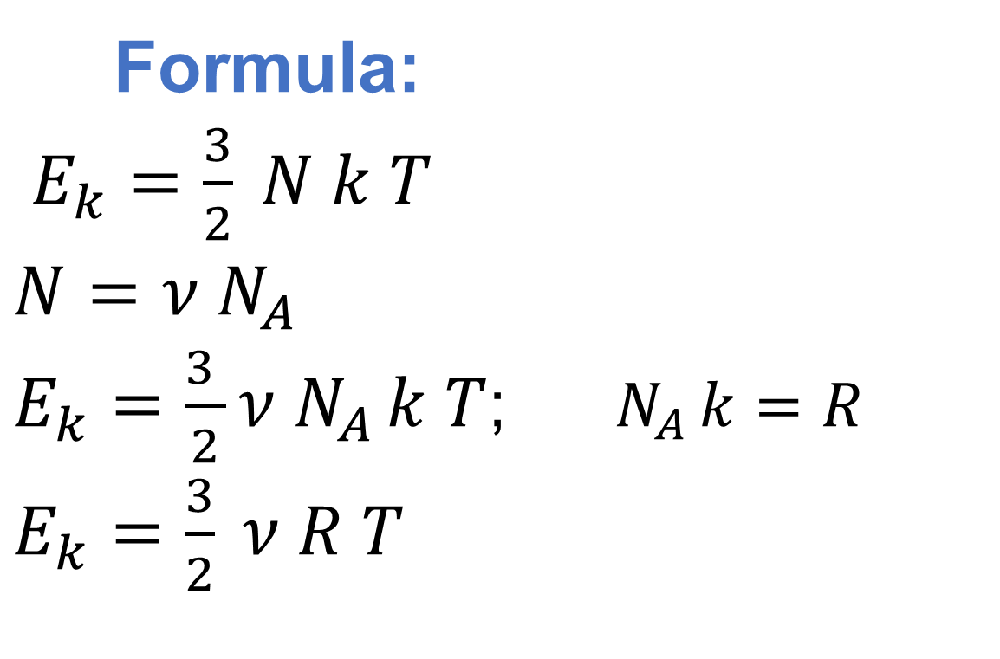 Formula:
E_k = 3/2 N k T
N = ν N_A
E_k = 3/2 ν N_A k T; N_A k = R
E_k = 3/2 ν R T